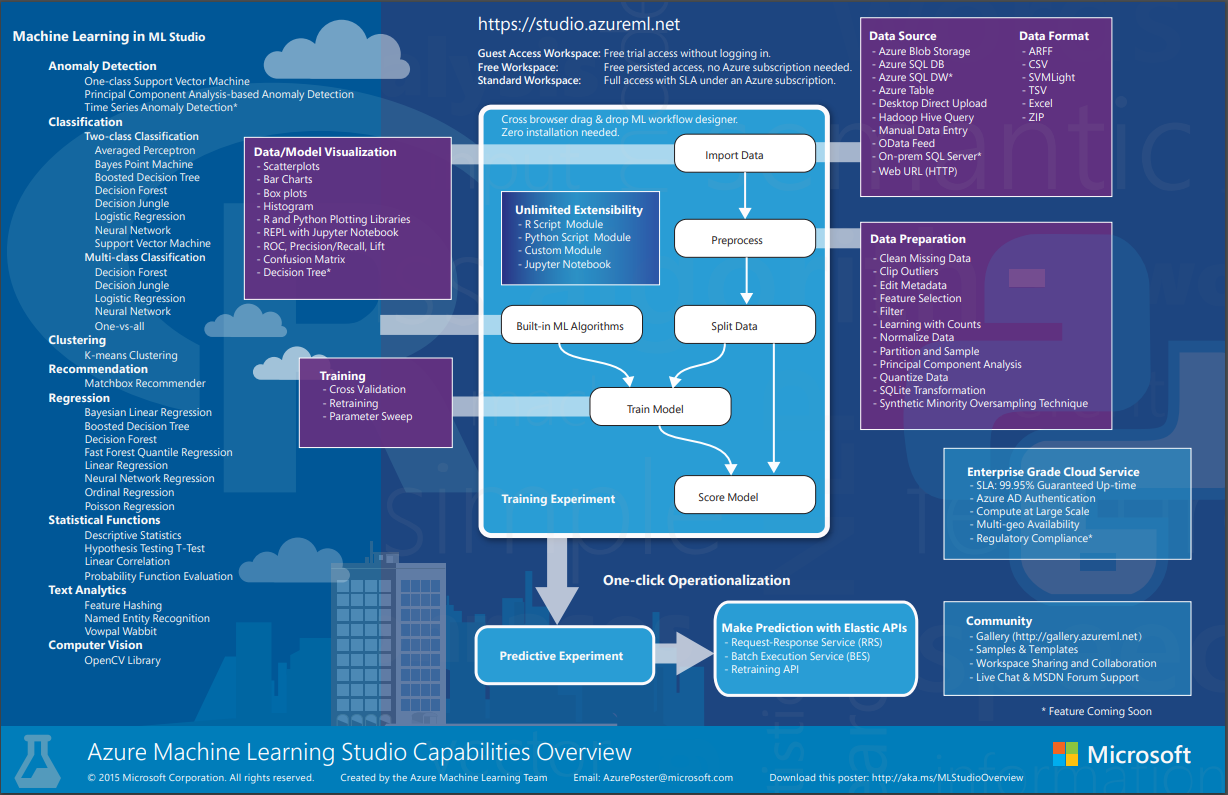 Machine Learning in ML Studio
Anomaly Detection
One-class Support Vector Machine
Principal Component Analysis-based Anomaly Detection
Time Series Anomaly Detection*
Classification
Two-class Classification
Averaged Perceptron
Bayes Point Machine
Boosted Decision Tree
Decision Forest
Decision Jungle
Logistic Regression
Neural Network
Support Vector Machine
Multi-class Classification
Decision Forest
Decision Jungle
Logistic Regression
Neural Network
One-vs-all
Clustering
K-means Clustering
Recommendation
Matchbox Recommender
Regression
Bayesian Linear Regression
Boosted Decision Tree
Decision Forest
Fast Forest Quantile Regression
Linear Regression
Neural Network Regression
Ordinal Regression
Poisson Regression
Statistical Functions
Descriptive Statistics
Hypothesis Testing T-Test
Linear Correlation
Probability Function Evaluation
Text Analytics
Feature Hashing
Named Entity Recognition
Vowpal Wabbit
Computer Vision
OpenCV Library
Data/Model Visualization
- Scatterplots
- Bar Charts
- Box plots
- Histogram
- R and Python Plotting Libraries
- REPL with Jupyter Notebook
- ROC, Precision/Recall, Lift
- Confusion Matrix
- Decision Tree*
Training
- Cross Validation
- Retraining
- Parameter Sweep
https://studio.azureml.net
Guest Access Workspace: Free trial access without logging in.
Free Workspace: Free persisted access, no Azure subscription needed.
Standard Workspace: Full access with SLA under an Azure subscription.
Cross browser drag & drop ML workflow designer.
Zero installation needed.
Import Data
Unlimited Extensibility
- R Script Module
- Python Script Module
- Custom Module
- Jupyter Notebook
Preprocess
Built-in ML Algorithms
Split Data
Train Model
Score Model
Training Experiment
One-click Operationalization
Predictive Experiment
Make Prediction with Elastic APIs
- Request-Response Service (RRS)
- Batch Execution Service (BES)
- Retraining API
Data Source
- Azure Blob Storage
- Azure SQL DB
- Azure SQL DW*
- Azure Table
- Desktop Direct Upload
- Hadoop Hive Query
- Manual Data Entry
- OData Feed
- On-prem SQL Server*
- Web URL (HTTP)
Data Format
- ARFF
- CSV
- SVMLight
- TSV
- Excel
- ZIP
Data Preparation
- Clean Missing Data
- Clip Outliers
- Edit Metadata
- Feature Selection
- Filter
- Learning with Counts
- Normalize Data
- Partition and Sample
- Principal Component Analysis
- Quantize Data
- SQLite Transformation
- Synthetic Minority Oversampling Technique
Enterprise Grade Cloud Service
- SLA: 99.95% Guaranteed Up-time
- Azure AD Authentication
- Compute at Large Scale
- Multi-geo Availability
- Regulatory Compliance*
Community
- Gallery (http://gallery.azureml.net)
- Samples & Templates
- Workspace Sharing and Collaboration
- Live Chat & MSDN Forum Support
* Feature Coming Soon
Azure Machine Learning Studio Capabilities Overview
Microsoft
© 2015 Microsoft Corporation. All rights reserved. Created by the Azure Machine Learning Team Email: AzurePoster@microsoft.com Download this poster: http://aka.ms/MLStudioOverview
semantic
simple